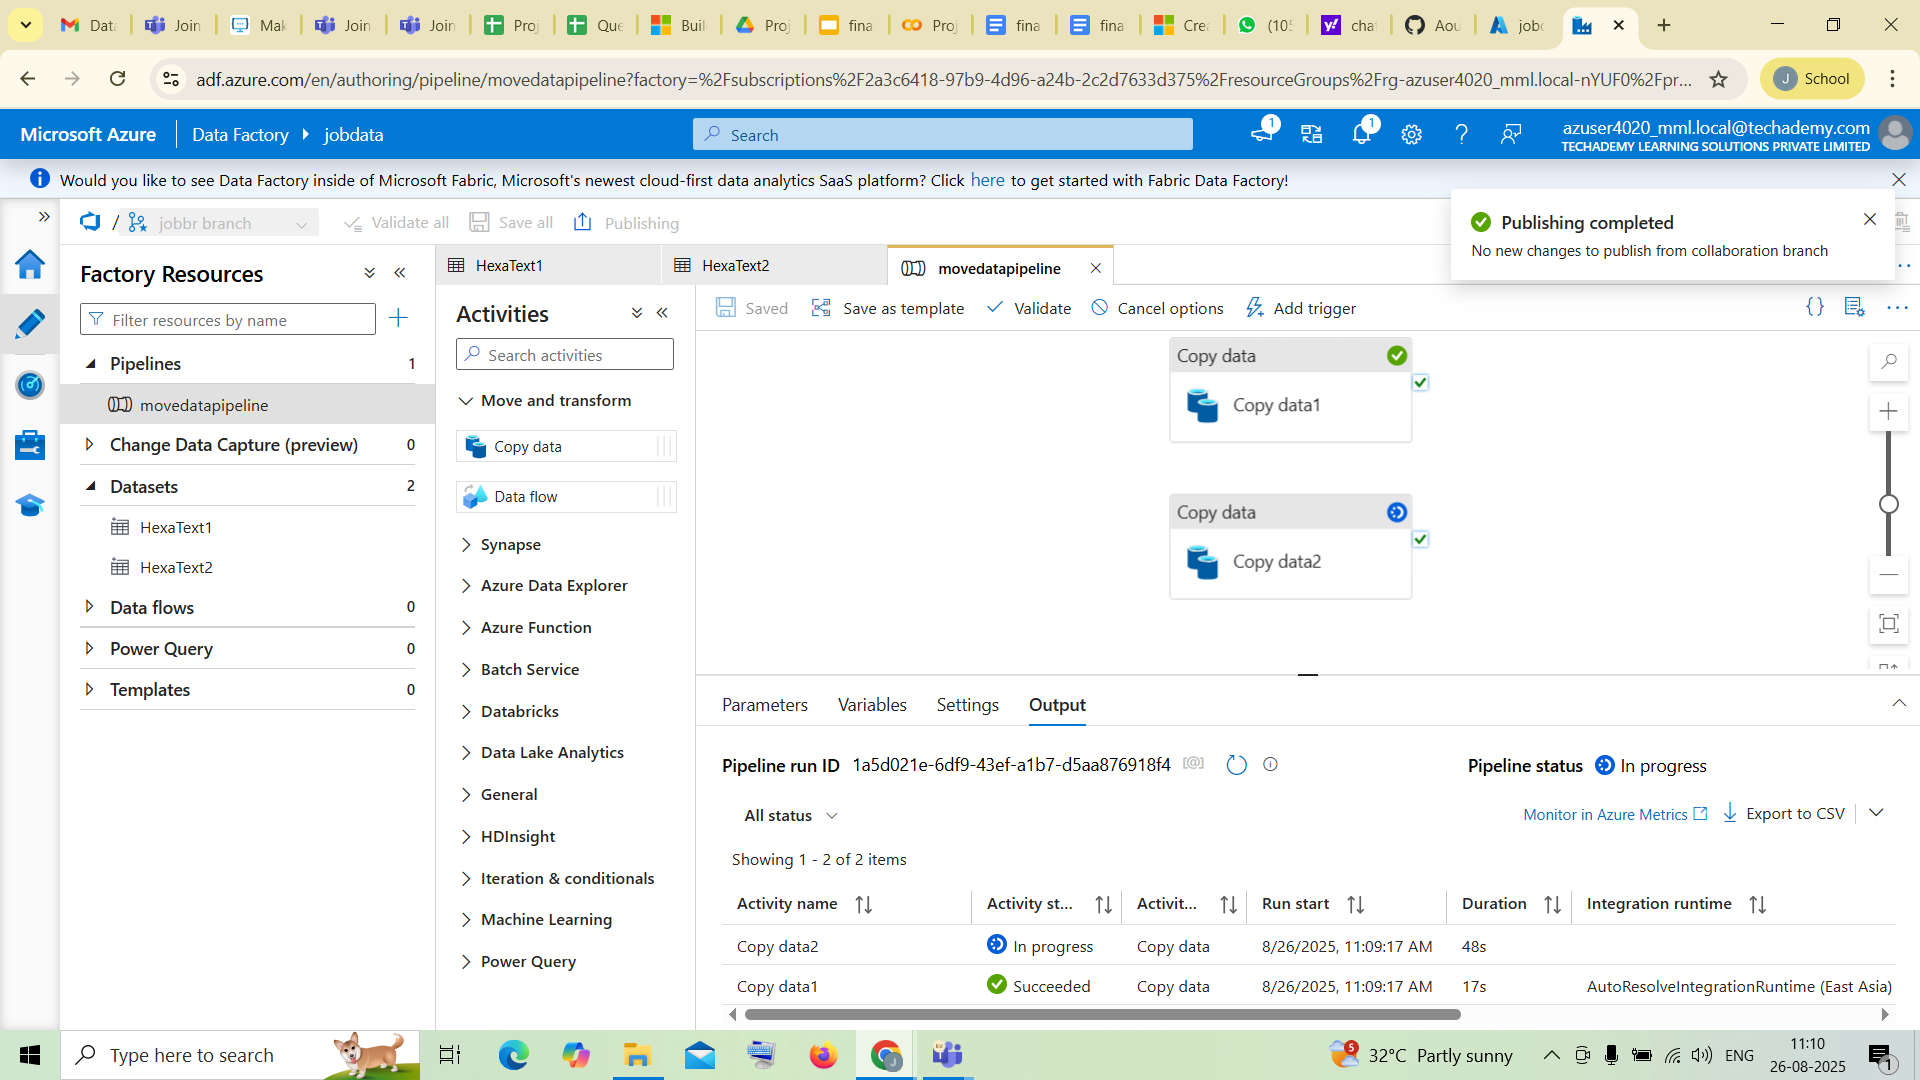 Data
Join
Mak
Join
Join
Proj
Que
Buil
Proj
fina
Proj
fina
fina
Crea
(105
chat
Aou
jobd
adf.azure.com/en/authoring/pipeline/movedatapipeline?factory=%2Fsubscriptions%2F2a3c6418-97b9-4d96-a24b-2c2d7633d375%2FresourceGroups%2Frg-azuser4020_mml.local-nYUF0%2Fpr...
J School
Microsoft Azure
Data Factory
jobdata
Search
1
1
azuser4020_mml.local@techademy.com
TECHADEMY LEARNING SOLUTIONS PRIVATE LIMITED
Would you like to see Data Factory inside of Microsoft Fabric, Microsoft's newest cloud-first data analytics SaaS platform? Click here to get started with Fabric Data Factory!
/ jobbr branch
Validate all
Save all
Publishing
Publishing completed
No new changes to publish from collaboration branch
Factory Resources
Filter resources by name
Pipelines 1
movedatapipeline
Change Data Capture (preview) 0
Datasets 2
HexaText1
HexaText2
Data flows 0
Power Query 0
Templates 0
HexaText1
HexaText2
movedatapipeline
Activities
Search activities
Move and transform
Copy data
Data flow
Synapse
Azure Data Explorer
Azure Function
Batch Service
Databricks
Data Lake Analytics
General
HDInsight
Iteration & conditionals
Machine Learning
Power Query
Saved
Save as template
Validate
Cancel options
Add trigger
Copy data
Copy data1
Copy data
Copy data2
Parameters
Variables
Settings
Output
Pipeline run ID 1a5d021e-6df9-43ef-a1b7-d5aa876918f4
Pipeline status In progress
All status
Monitor in Azure Metrics
Export to CSV
Showing 1 - 2 of 2 items
Activity name Activity st... Activit... Run start Duration Integration runtime
Copy data2 In progress Copy data 8/26/2025, 11:09:17 AM 48s
Copy data1 Succeeded Copy data 8/26/2025, 11:09:17 AM 17s AutoResolveIntegrationRuntime (East Asia)
Type here to search
5
32°C Partly sunny
ENG
11:10
26-08-2025
1